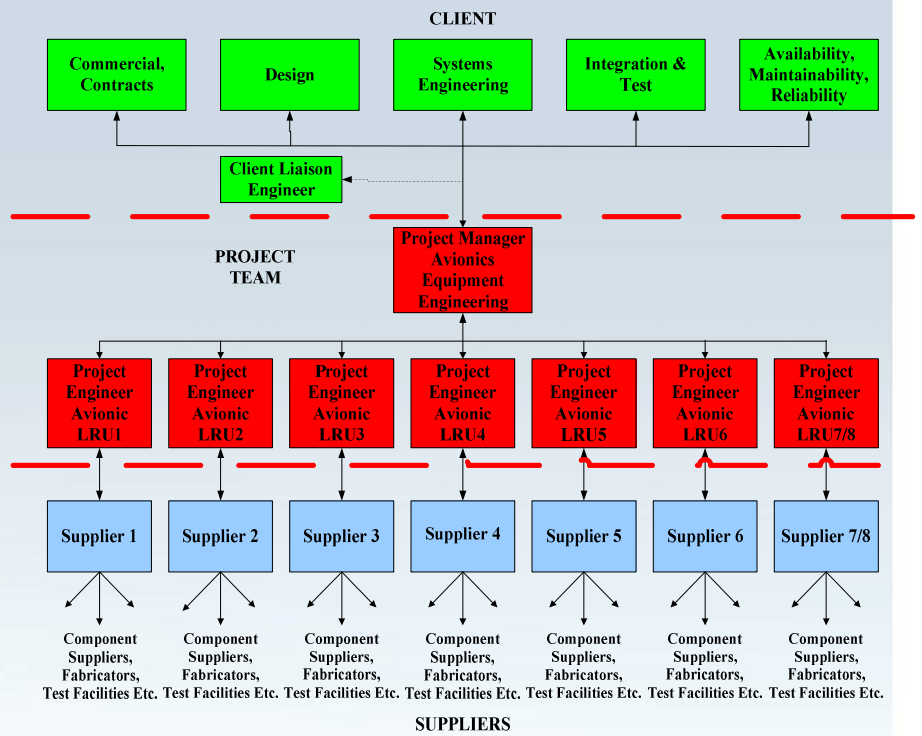 CLIENT
Commercial,
Contracts
Design
Systems
Engineering
Integration &
Test
Availability,
Maintainability,
Reliability
Client Liaison
Engineer
PROJECT
TEAM
Project Manager
Avionics
Equipment
Engineering
Project
Engineer
Avionic
LRU1
Project
Engineer
Avionic
LRU2
Project
Engineer
Avionic
LRU3
Project
Engineer
Avionic
LRU4
Project
Engineer
Avionic
LRU5
Project
Engineer
Avionic
LRU6
Project
Engineer
Avionic
LRU7/8
Supplier 1
Supplier 2
Supplier 3
Supplier 4
Supplier 5
Supplier 6
Supplier 7/8
Component
Suppliers,
Fabricators,
Test Facilities Etc.
Component
Suppliers,
Fabricators,
Test Facilities Etc.
Component
Suppliers,
Fabricators,
Test Facilities Etc.
Component
Suppliers,
Fabricators,
Test Facilities Etc.
Component
Suppliers,
Fabricators,
Test Facilities Etc.
Component
Suppliers,
Fabricators,
Test Facilities Etc.
Component
Suppliers,
Fabricators,
Test Facilities Etc.
SUPPLIERS